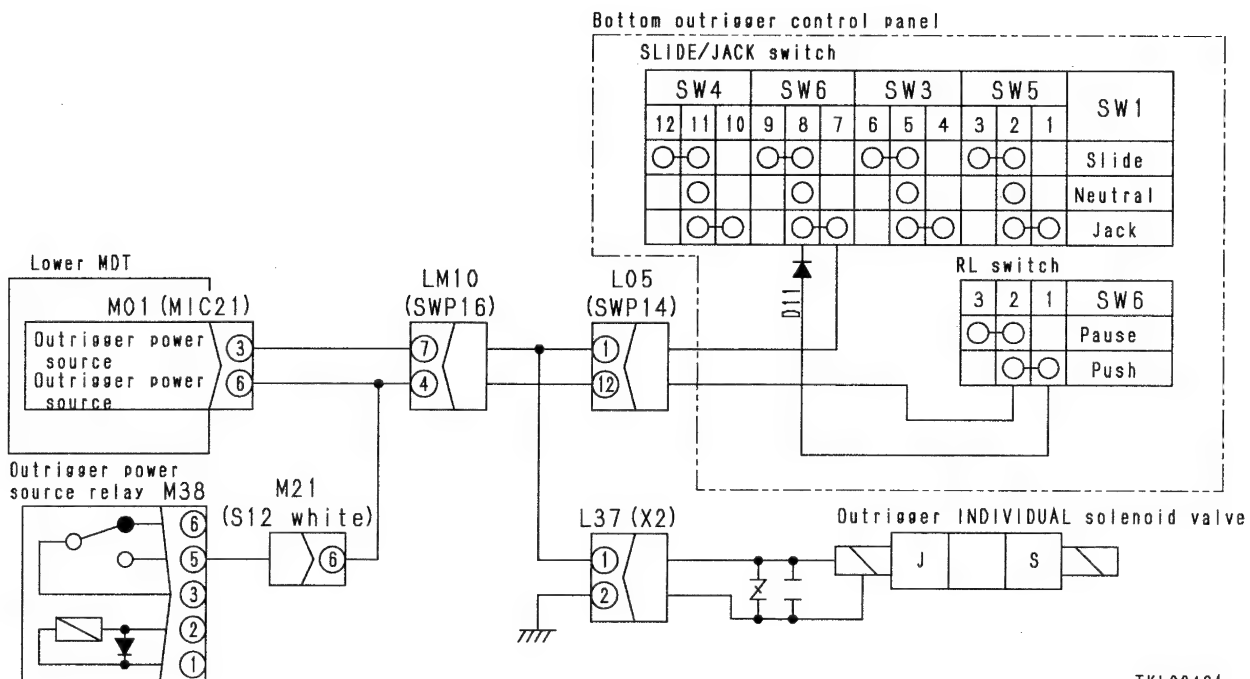 Bottom outrigger control panel
SLIDE/JACK switch
SW4 SW6 SW3 SW5 SW1
12 11 10 9 8 7 6 5 4 3 2 1
Slide
Neutral
Jack
RL switch
3 2 1 SW6
Pause
Push
D11
Lower MDT
M01 (MIC21)
Outrigger power source
3
Outrigger power source
6
LM10
(SWP16)
7
4
L05
(SWP14)
1
12
Outrigger power
source relay M38
6
5
3
2
1
M21
(S12 white)
6
L37 (X2)
1
2
Outrigger INDIVIDUAL solenoid valve
J S